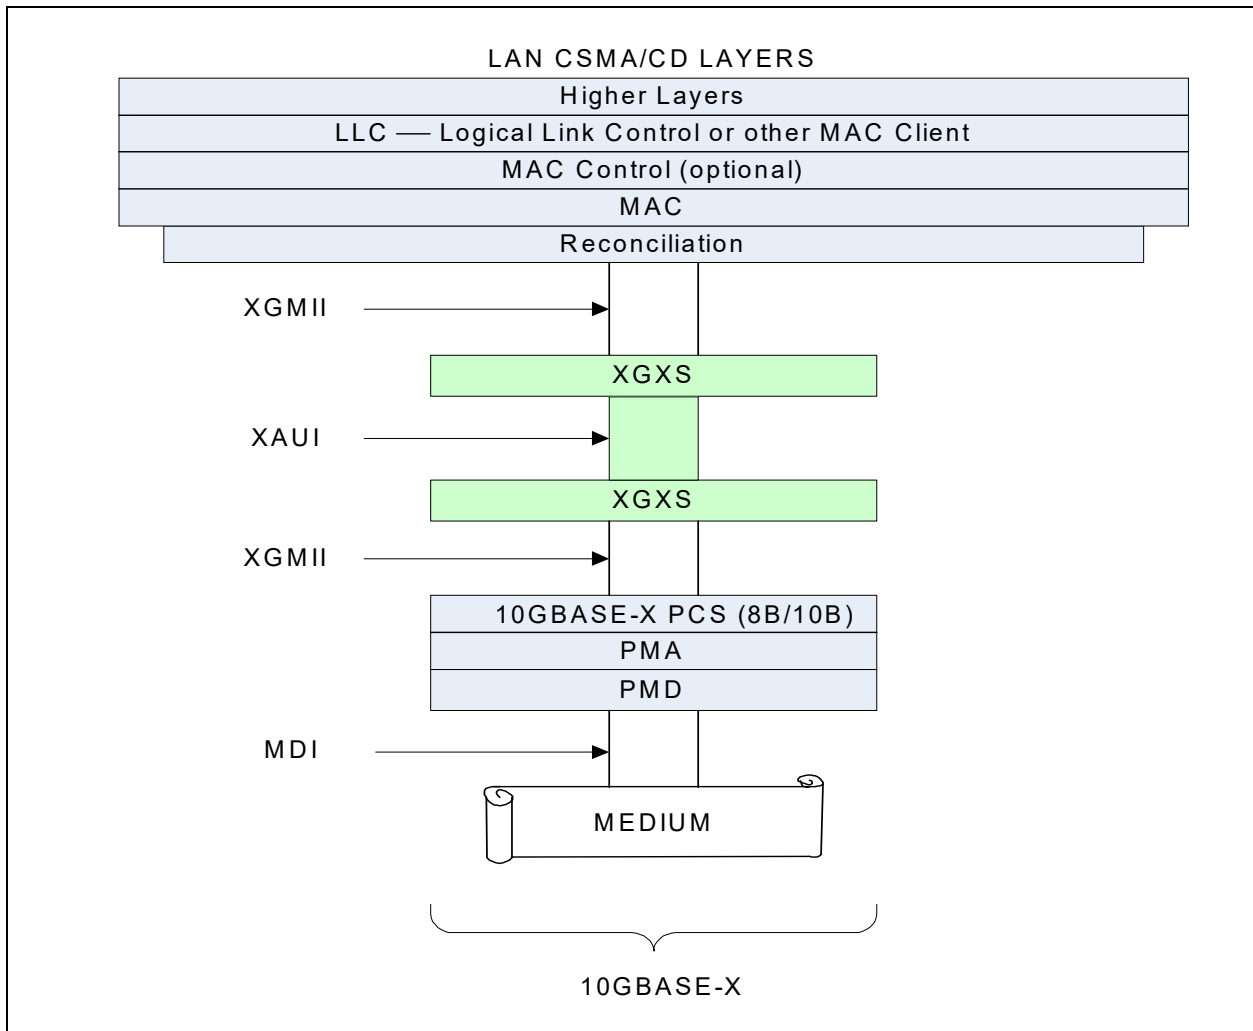 LAN CSMA/CD LAYERS
Higher Layers
LLC — Logical Link Control or other MAC Client
MAC Control (optional)
MAC
Reconciliation
XGMII
XGXS
XAUI
XGXS
XGMII
10GBASE-X PCS (8B/10B)
PMA
PMD
MDI
MEDIUM
10GBASE-X